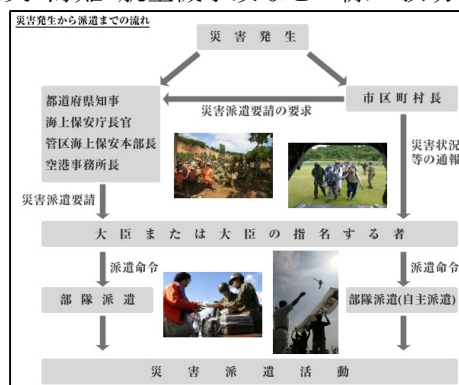 災害発生から派遣までの流れ
災害発生
都道府県知事
海上保安庁長官
管区海上保安本部長
空港事務所長
災害派遣要請の要求
市区町村長
災害状況
等の通報
災害派遣要請
大臣または大臣の指名する者
派遣命令
派遣命令
部隊派遣
部隊派遣(自主派遣)
災害派遣活動